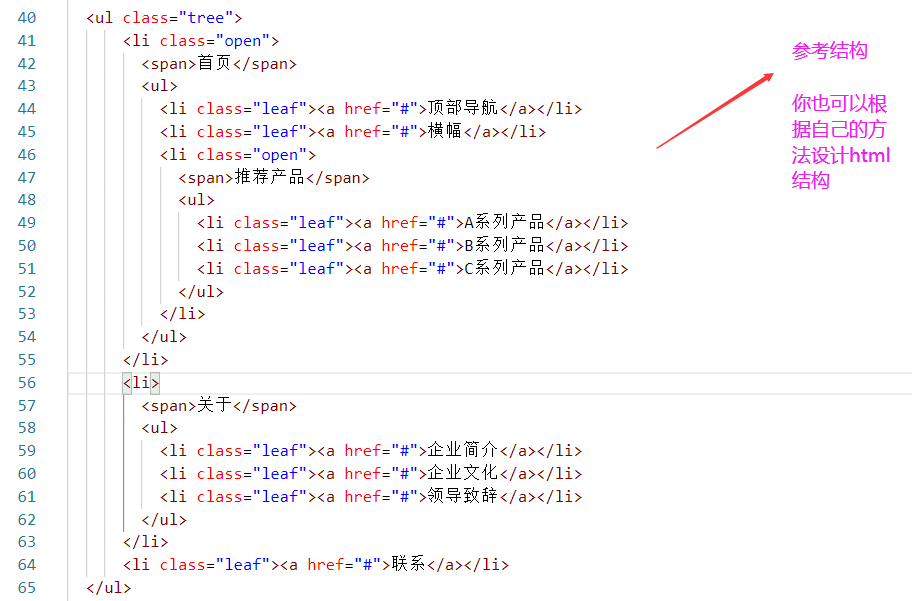 40 <ul class="tree">
41 <li class="open">
42 <span>首页</span>
43 <ul>
44 <li class="leaf"><a href="#">顶部导航</a></li>
45 <li class="leaf"><a href="#">横幅</a></li>
46 <li class="open">
47 <span>推荐产品</span>
48 <ul>
49 <li class="leaf"><a href="#">A系列产品</a></li>
50 <li class="leaf"><a href="#">B系列产品</a></li>
51 <li class="leaf"><a href="#">C系列产品</a></li>
52 </ul>
53 </li>
54 </ul>
55 </li>
56 <li>
57 <span>关于</span>
58 <ul>
59 <li class="leaf"><a href="#">企业简介</a></li>
60 <li class="leaf"><a href="#">企业文化</a></li>
61 <li class="leaf"><a href="#">领导致辞</a></li>
62 </ul>
63 </li>
64 <li class="leaf"><a href="#">联系</a></li>
65 </ul>
参考结构
你也可以根
据自己的方
法设计html
结构